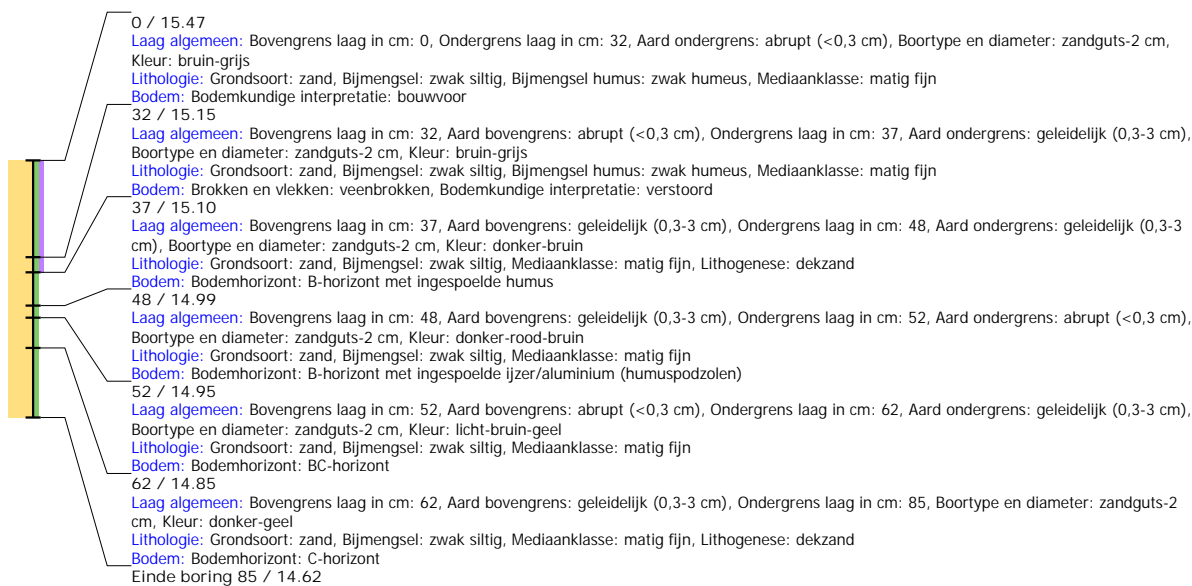 0 / 15.47
Laag algemeen: Bovengrens laag in cm: 0, Ondergrens laag in cm: 32, Aard ondergrens: abrupt (<0,3 cm), Boortype en diameter: zandguts-2 cm,
Kleur: bruin-grijs
Lithologie: Grondsoort: zand, Bijmengsel: zwak siltig, Bijmengsel humus: zwak humeus, Mediaanklasse: matig fijn
Bodem: Bodemkundige interpretatie: bouwvoor
32 / 15.15
Laag algemeen: Bovengrens laag in cm: 32, Aard bovengrens: abrupt (<0,3 cm), Ondergrens laag in cm: 37, Aard ondergrens: geleidelijk (0,3-3 cm),
Boortype en diameter: zandguts-2 cm, Kleur: bruin-grijs
Lithologie: Grondsoort: zand, Bijmengsel: zwak siltig, Bijmengsel humus: zwak humeus, Mediaanklasse: matig fijn
Bodem: Brokken en vlekken: veenbrokken, Bodemkundige interpretatie: verstoord
37 / 15.10
Laag algemeen: Bovengrens laag in cm: 37, Aard bovengrens: geleidelijk (0,3-3 cm), Ondergrens laag in cm: 48, Aard ondergrens: geleidelijk (0,3-3
cm), Boortype en diameter: zandguts-2 cm, Kleur: donker-bruin
Lithologie: Grondsoort: zand, Bijmengsel: zwak siltig, Mediaanklasse: matig fijn, Lithogenese: dekzand
Bodem: Bodemhorizont: B-horizont met ingespoelde humus
48 / 14.99
Laag algemeen: Bovengrens laag in cm: 48, Aard bovengrens: geleidelijk (0,3-3 cm), Ondergrens laag in cm: 52, Aard ondergrens: abrupt (<0,3 cm),
Boortype en diameter: zandguts-2 cm, Kleur: donker-rood-bruin
Lithologie: Grondsoort: zand, Bijmengsel: zwak siltig, Mediaanklasse: matig fijn
Bodem: Bodemhorizont: B-horizont met ingespoelde ijzer/aluminium (humuspodzolen)
52 / 14.95
Laag algemeen: Bovengrens laag in cm: 52, Aard bovengrens: abrupt (<0,3 cm), Ondergrens laag in cm: 62, Aard ondergrens: geleidelijk (0,3-3 cm),
Boortype en diameter: zandguts-2 cm, Kleur: licht-bruin-geel
Lithologie: Grondsoort: zand, Bijmengsel: zwak siltig, Mediaanklasse: matig fijn
Bodem: Bodemhorizont: BC-horizont
62 / 14.85
Laag algemeen: Bovengrens laag in cm: 62, Aard bovengrens: geleidelijk (0,3-3 cm), Ondergrens laag in cm: 85, Boortype en diameter: zandguts-2
cm, Kleur: donker-geel
Lithologie: Grondsoort: zand, Bijmengsel: zwak siltig, Mediaanklasse: matig fijn, Lithogenese: dekzand
Bodem: Bodemhorizont: C-horizont
Einde boring 85 / 14.62